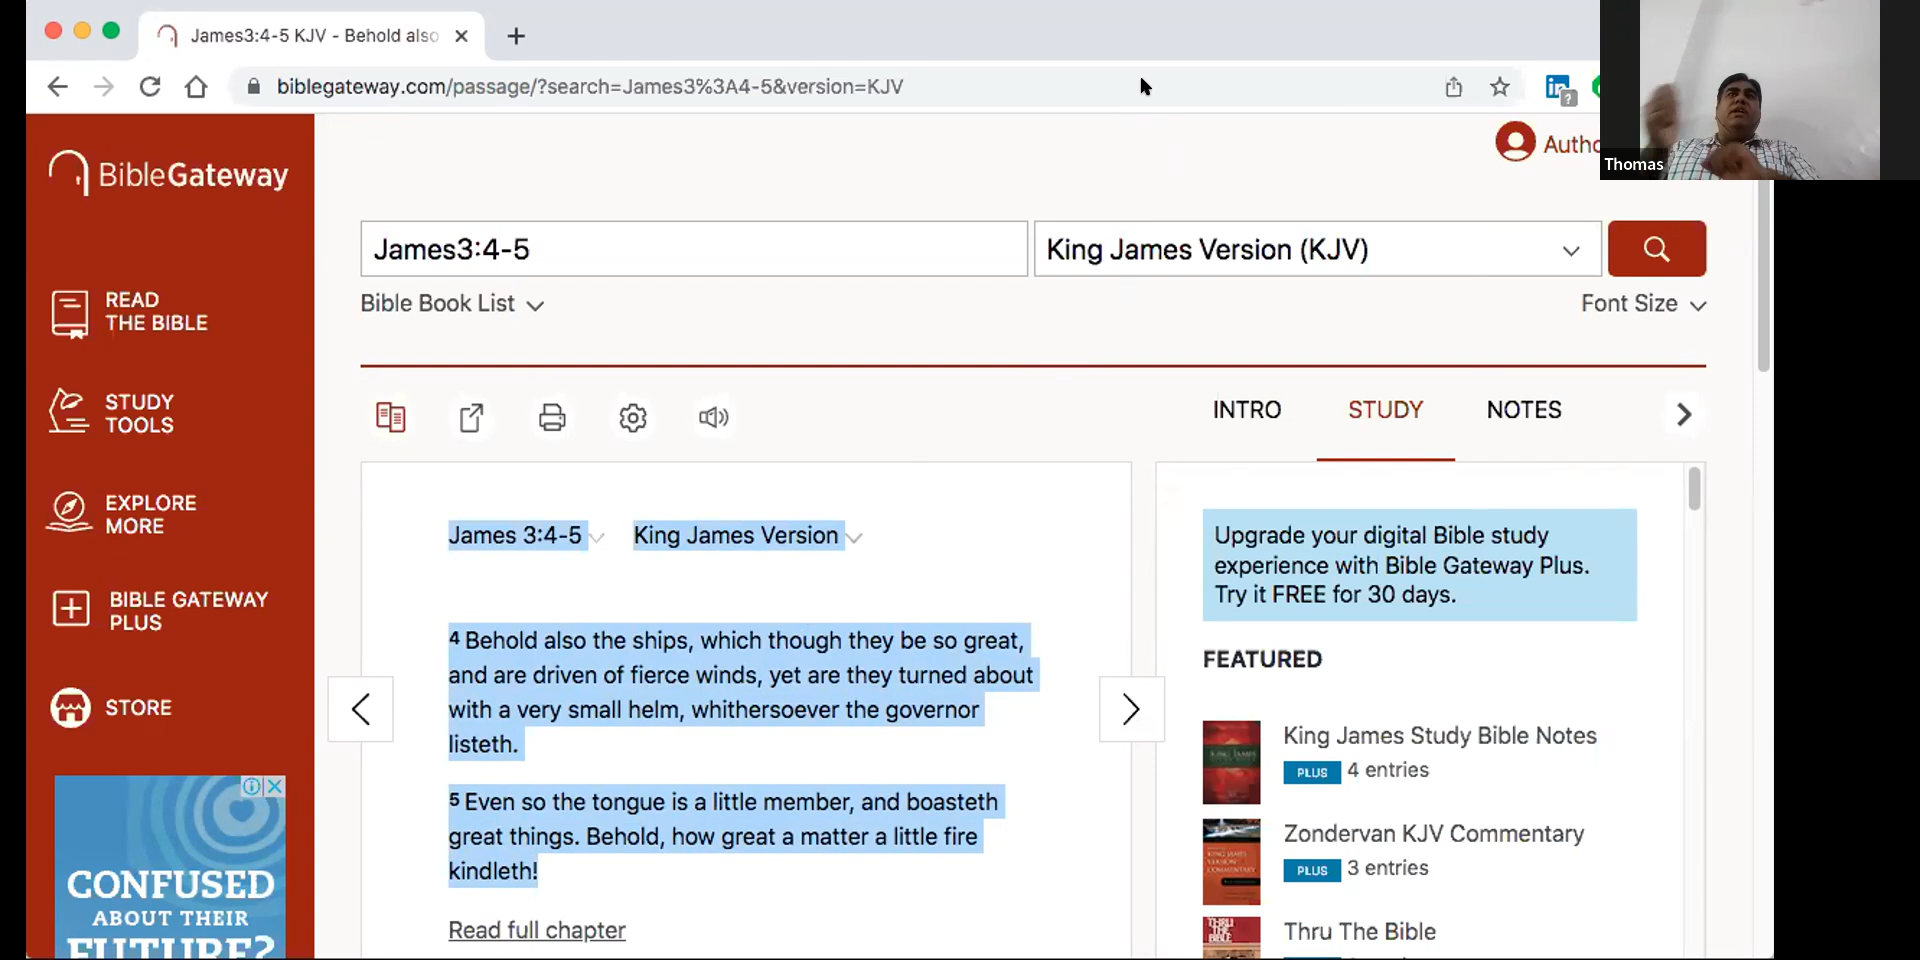 James3:4-5 KJV - Behold also
biblegateway.com/passage/?search=James3%3A4-5&version=KJV
Thomas
BibleGateway
James3:4-5
King James Version (KJV)
Bible Book List
Font Size
READ
THE BIBLE
STUDY
TOOLS
EXPLORE
MORE
BIBLE GATEWAY
PLUS
STORE
CONFUSED
ABOUT THEIR
FUTURE?
INTRO
STUDY
NOTES
James 3:4-5
King James Version
4 Behold also the ships, which though they be so great,
and are driven of fierce winds, yet are they turned about
with a very small helm, whithersoever the governor
listeth.
5 Even so the tongue is a little member, and boasteth
great things. Behold, how great a matter a little fire
kindleth!
Read full chapter
Upgrade your digital Bible study
experience with Bible Gateway Plus.
Try it FREE for 30 days.
FEATURED
King James Study Bible Notes
PLUS 4 entries
Zondervan KJV Commentary
PLUS 3 entries
Thru The Bible